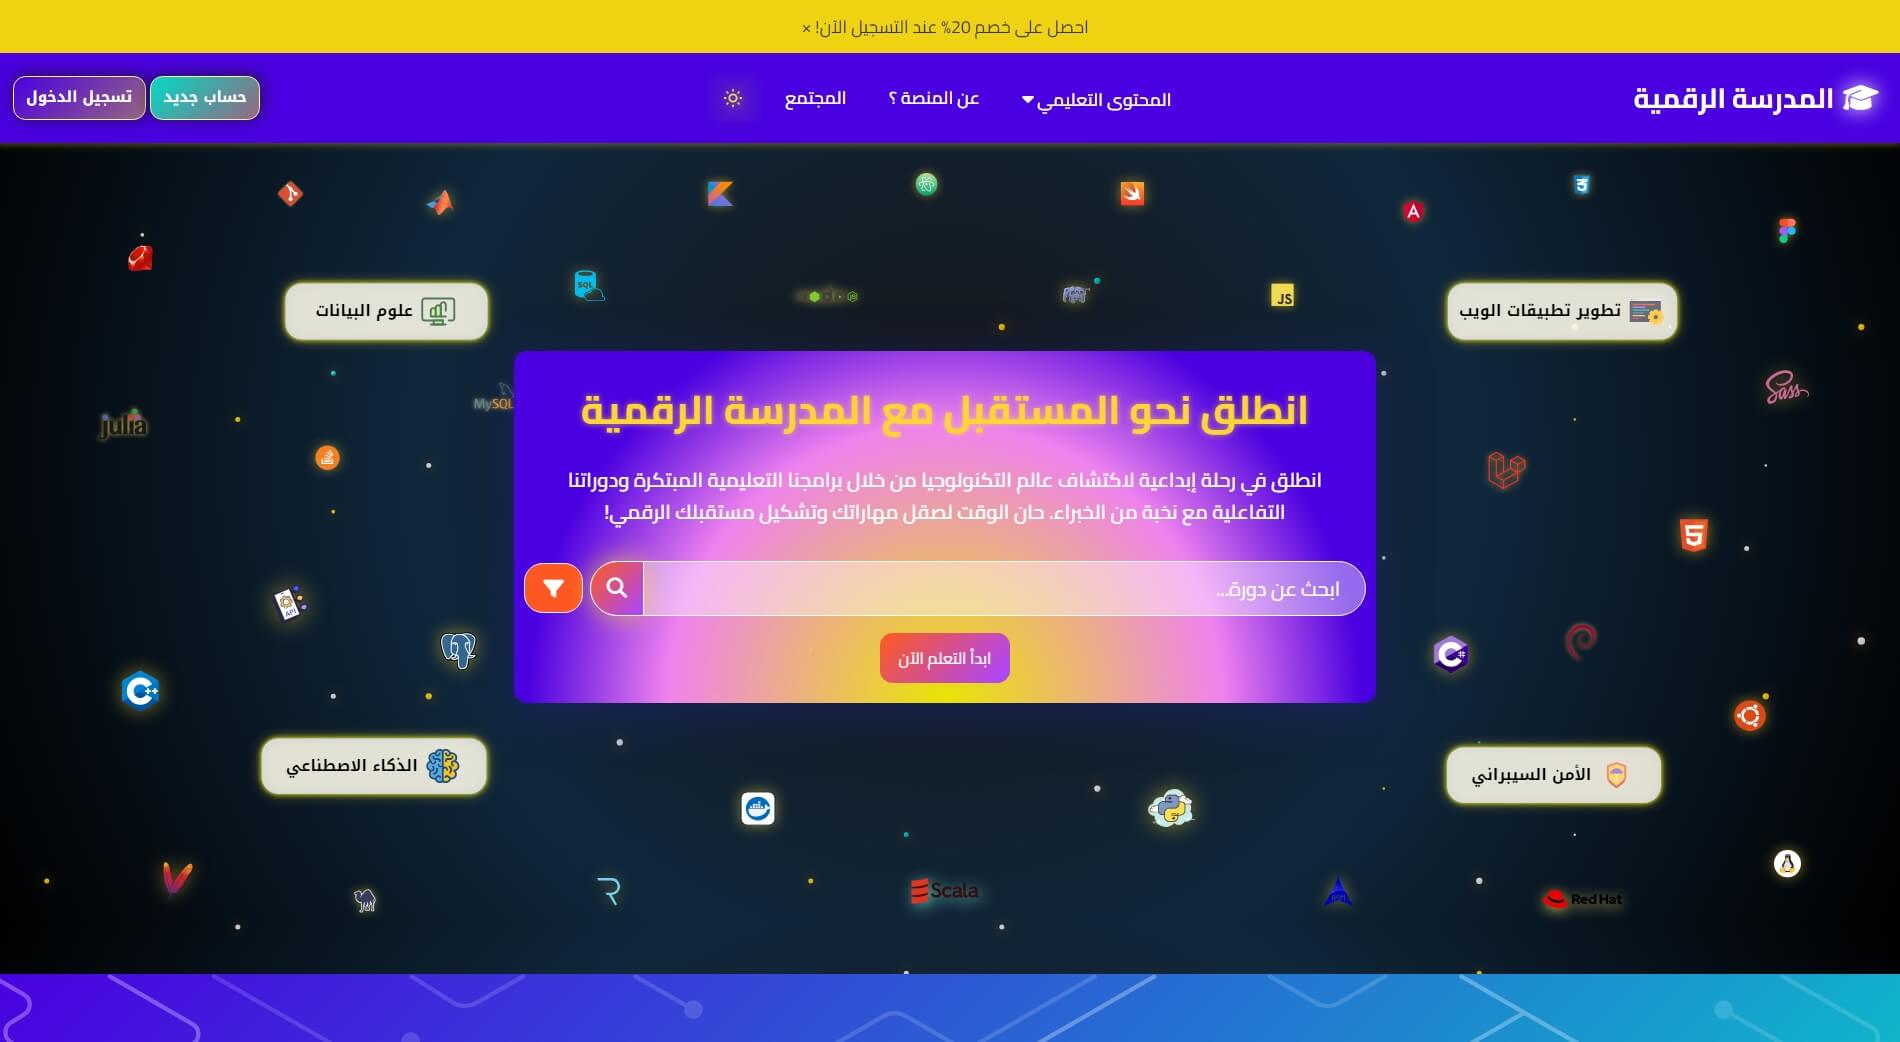 احصل على خصم 20% عند التسجيل الآن! ×
المدرسة الرقمية
المحتوى التعليمي
عن المنصة ؟
المجتمع
حساب جديد
تسجيل الدخول
تطوير تطبيقات الويب
علوم البيانات
SQL
JS
MySQL
julia
Sass
انطلق نحو المستقبل مع المدرسة الرقمية
انطلق في رحلة إبداعية لاكتشاف عالم التكنولوجيا من خلال برامجنا التعليمية المبتكرة ودوراتنا
التفاعلية مع نخبة من الخبراء. حان الوقت لصقل مهاراتك وتشكيل مستقبلك الرقمي!
ابحث عن دورة...
ابدأ التعلم الآن
API
C#
C++
الأمن السيبراني
الذكاء الاصطناعي
Scala
Red Hat